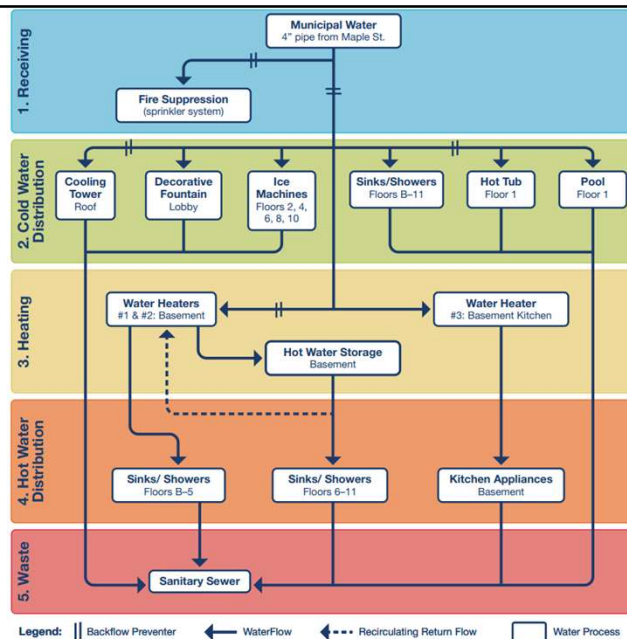 1. Receiving
Municipal Water
4" pipe from Maple St.
Fire Suppression
(sprinkler system)
2. Cold Water
Distribution
Cooling
Tower
Roof
Decorative
Fountain
Lobby
Ice
Machines
Floors 2, 4,
6, 8, 10
Sinks/Showers
Floors B–11
Hot Tub
Floor 1
Pool
Floor 1
3. Heating
Water Heaters
#1 & #2: Basement
Water Heater
#3: Basement Kitchen
Hot Water Storage
Basement
4. Hot Water
Distribution
Sinks/ Showers
Floors B–5
Sinks/ Showers
Floors 6–11
Kitchen Appliances
Basement
5. Waste
Sanitary Sewer
Legend: Backflow Preventer WaterFlow Recirculating Return Flow Water Process